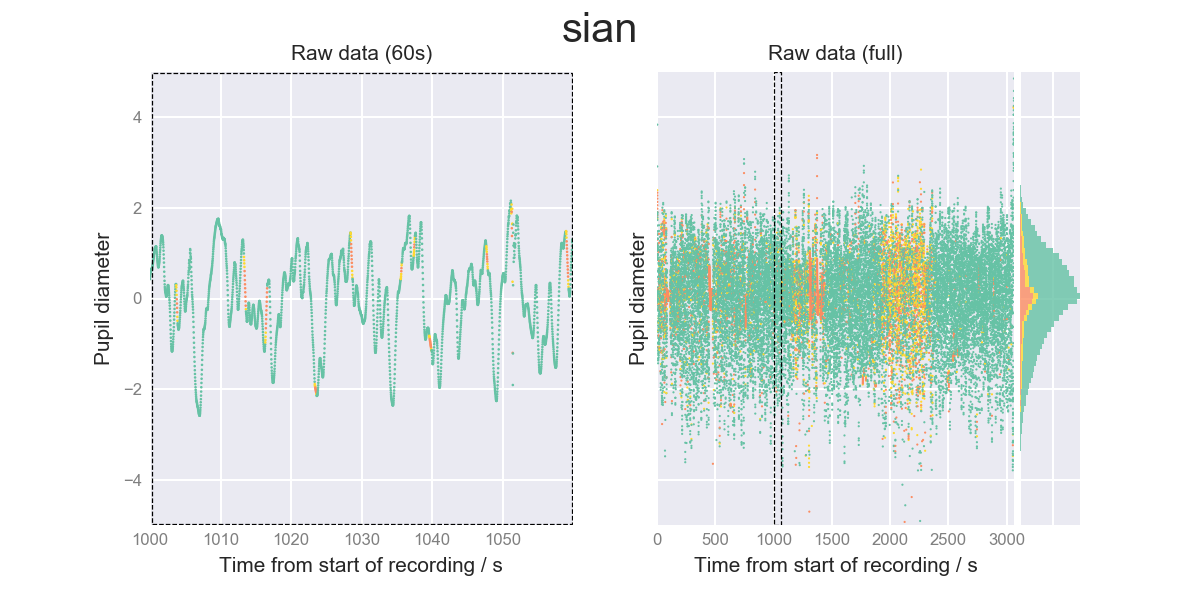 sian
Raw data (60s)
Raw data (full)
Pupil diameter
4
2
0
−2
−4
1000 1010 1020 1030 1040 1050
Time from start of recording / s
Pupil diameter
0 500 1000 1500 2000 2500 3000
Time from start of recording / s